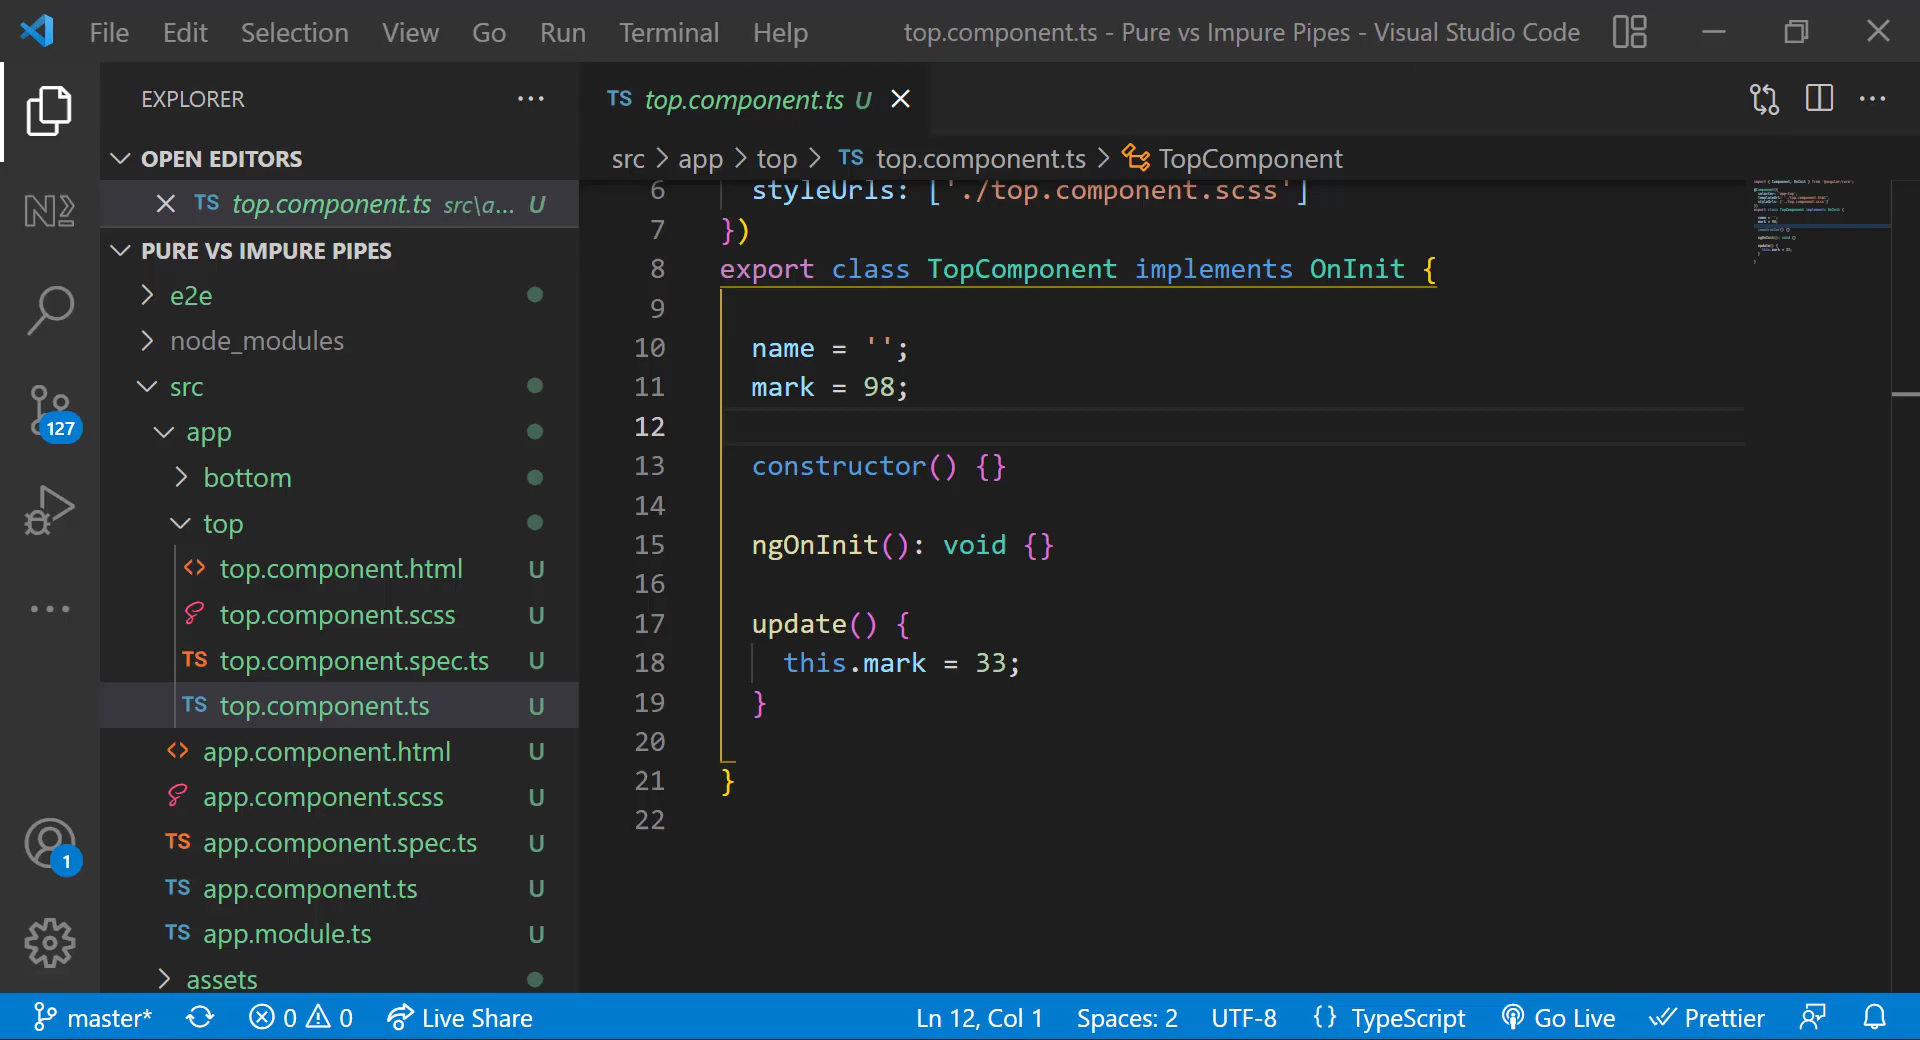 File Edit Selection View Go Run Terminal Help top.component.ts - Pure vs Impure Pipes - Visual Studio Code
EXPLORER
OPEN EDITORS
TS top.component.ts src\a... U
PURE VS IMPURE PIPES
e2e
node_modules
src
app
bottom
top
top.component.html U
top.component.scss U
TS top.component.spec.ts U
TS top.component.ts U
app.component.html U
app.component.scss U
TS app.component.spec.ts U
TS app.component.ts U
TS app.module.ts U
assets
127
1
TS top.component.ts U
src > app > top > TS top.component.ts > TopComponent
6 styleUrls: ['./top.component.scss']
7 })
8 export class TopComponent implements OnInit {
9
10 name = '';
11 mark = 98;
12
13 constructor() {}
14
15 ngOnInit(): void {}
16
17 update() {
18 this.mark = 33;
19 }
20
21 }
22
master* 0 0 Live Share Ln 12, Col 1 Spaces: 2 UTF-8 {} TypeScript Go Live Prettier